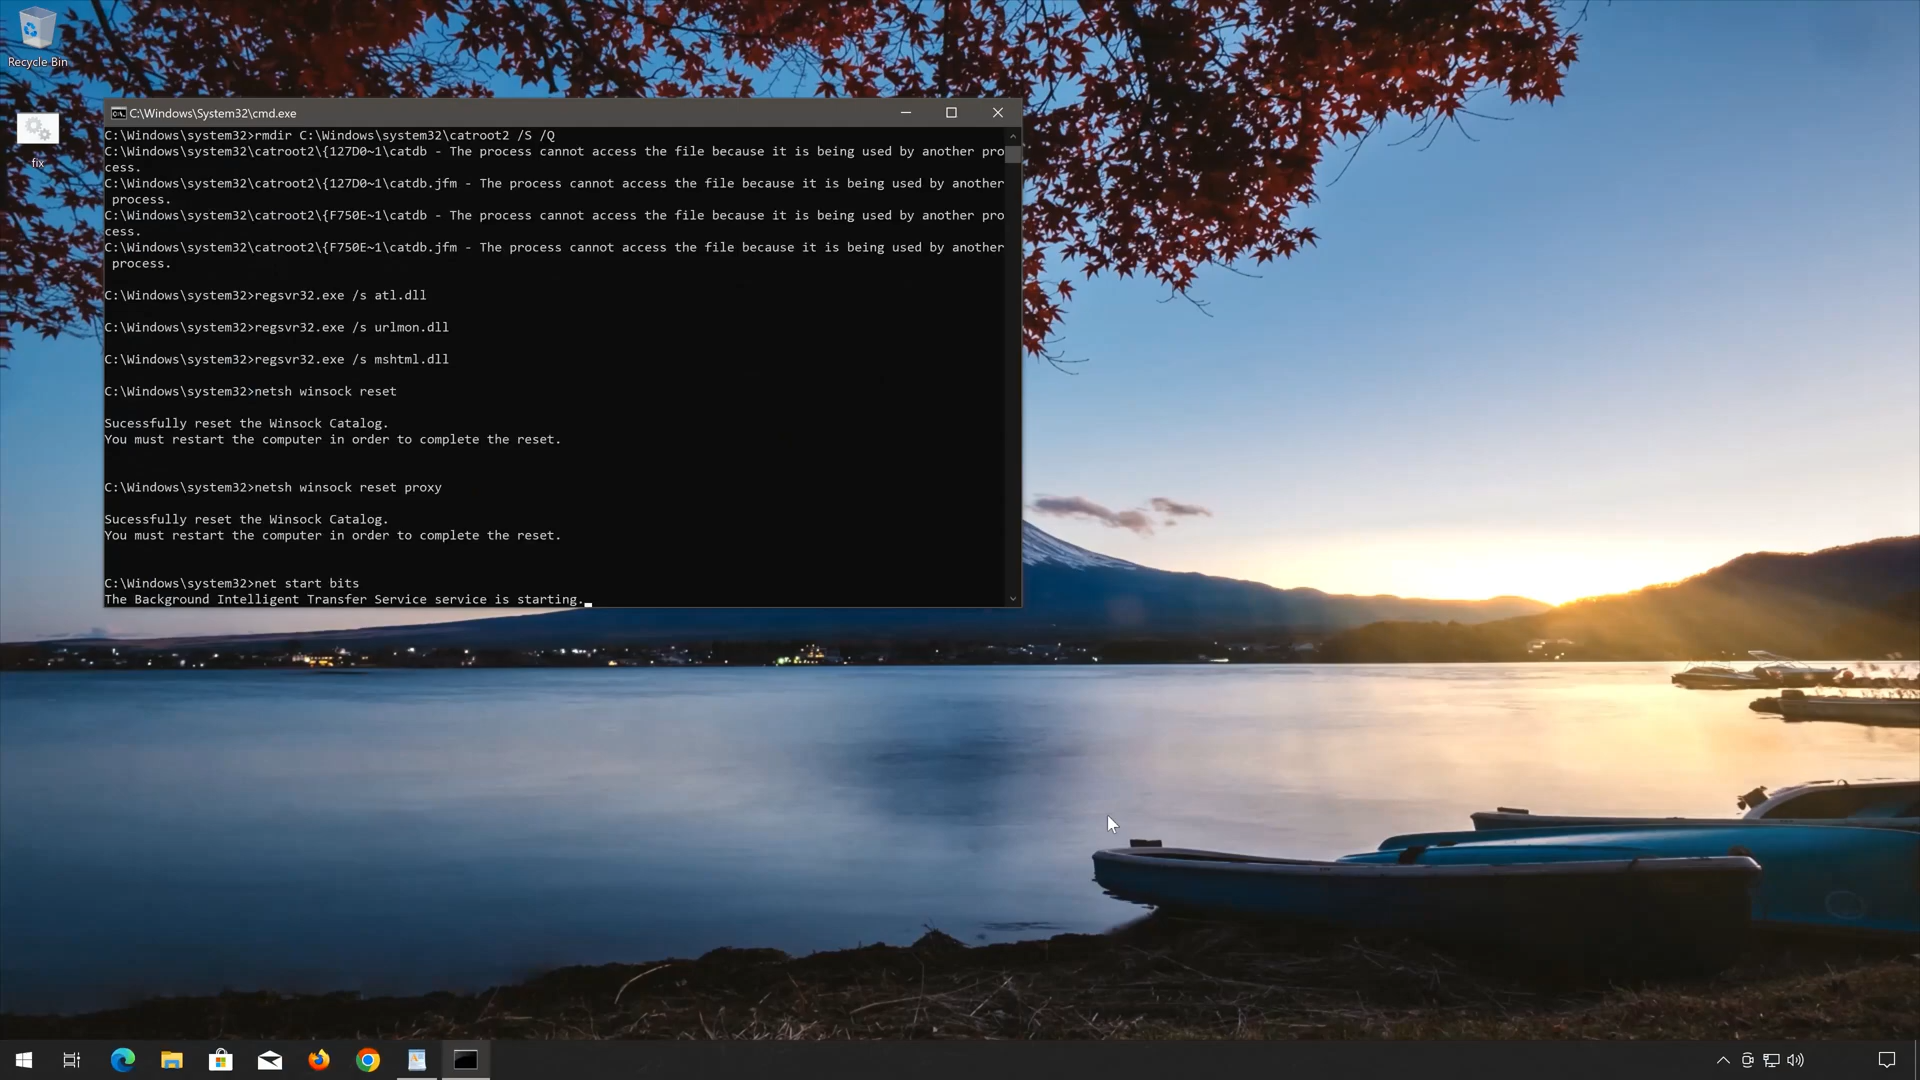 Recycle Bin
fix
C:\Windows\System32\cmd.exe
C:\Windows\system32>rmdir C:\Windows\system32\catroot2 /S /Q
C:\Windows\system32\catroot2\{127D0~1\catdb - The process cannot access the file because it is being used by another pro
cess.
C:\Windows\system32\catroot2\{127D0~1\catdb.jfm - The process cannot access the file because it is being used by another
 process.
C:\Windows\system32\catroot2\{F750E~1\catdb - The process cannot access the file because it is being used by another pro
cess.
C:\Windows\system32\catroot2\{F750E~1\catdb.jfm - The process cannot access the file because it is being used by another
 process.
C:\Windows\system32>regsvr32.exe /s atl.dll
C:\Windows\system32>regsvr32.exe /s urlmon.dll
C:\Windows\system32>regsvr32.exe /s mshtml.dll
C:\Windows\system32>netsh winsock reset
Sucessfully reset the Winsock Catalog.
You must restart the computer in order to complete the reset.
C:\Windows\system32>netsh winsock reset proxy
Sucessfully reset the Winsock Catalog.
You must restart the computer in order to complete the reset.
C:\Windows\system32>net start bits
The Background Intelligent Transfer Service service is starting.